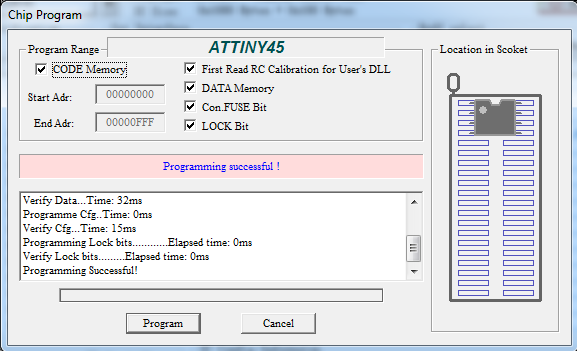 Chip Program
Program Range
ATTINY45
CODE Memory
Start Adr: 00000000
End Adr: 00000FFF
First Read RC Calibration for User's DLL
DATA Memory
Con.FUSE Bit
LOCK Bit
Programming successful !
Verify Data...Time: 32ms
Programme Cfg..Time: 0ms
Verify Cfg...Time: 15ms
Programming Lock bits............Elapsed time: 0ms
Verify Lock bits.........Elapsed time: 0ms
Programming Successful!
Program
Cancel
Location in Scoket